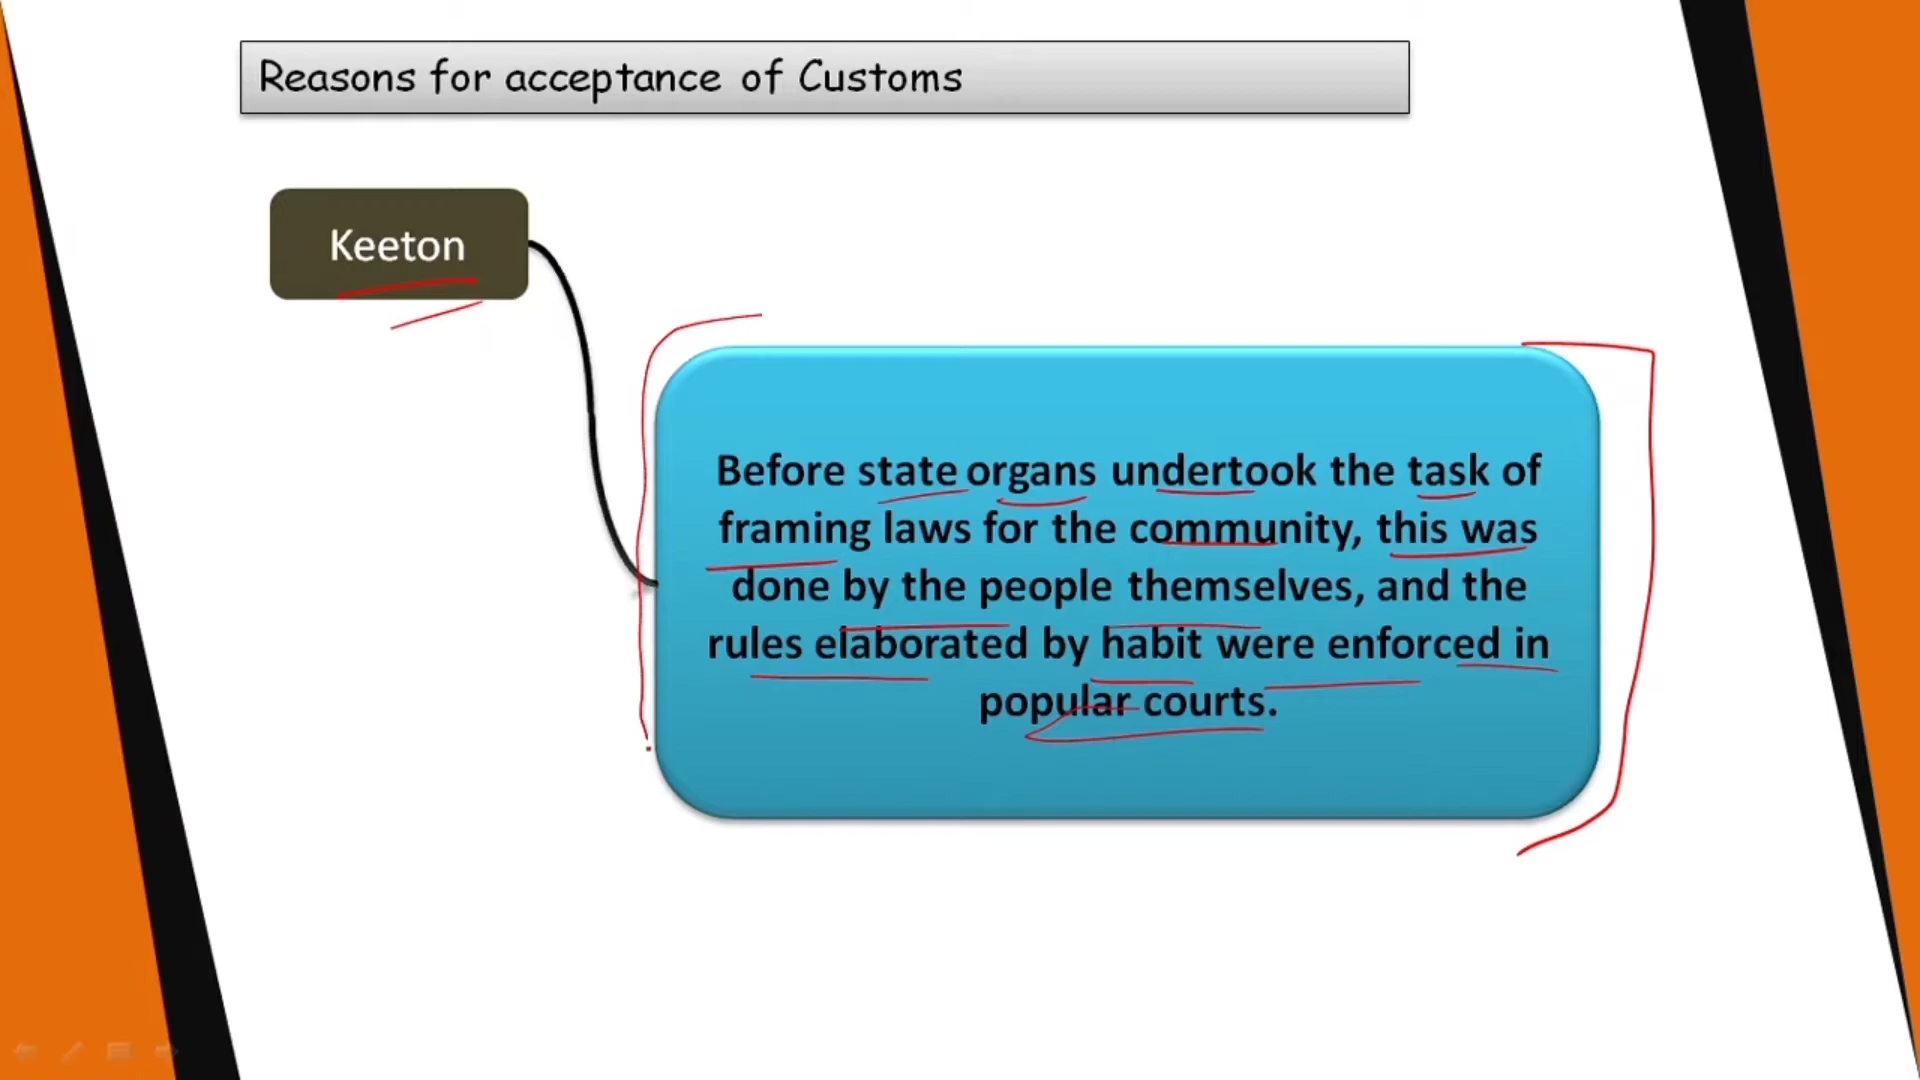 Reasons for acceptance of Customs
Keeton
Before state organs undertook the task of
framing laws for the community, this was
done by the people themselves, and the
rules elaborated by habit were enforced in
popular courts.